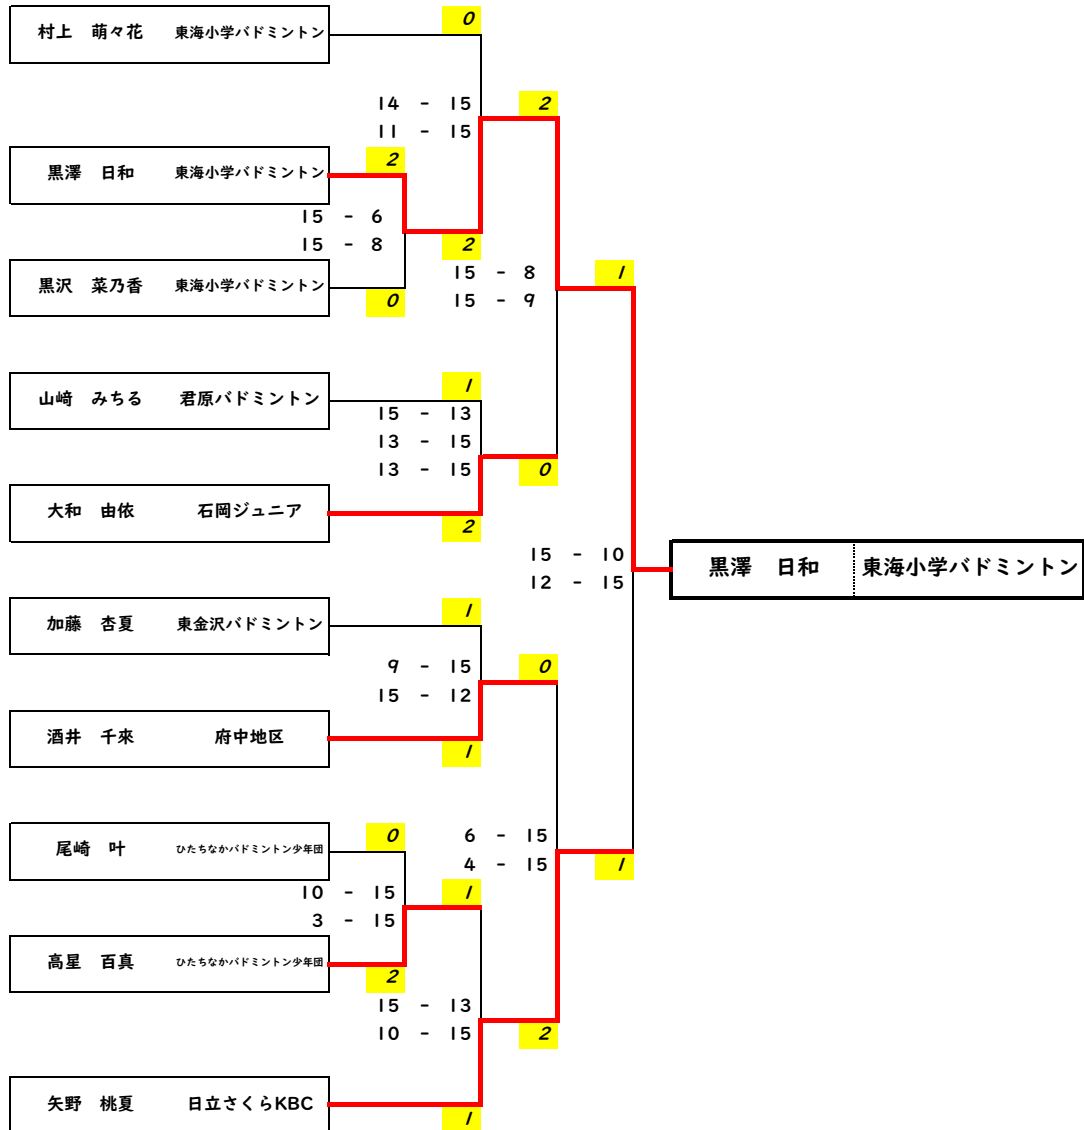 0
村上 萌々花 東海小学バドミントン
14 - 15 2
11 - 15
2
黒澤 日和 東海小学バドミントン
15 - 6
15 - 8 2
15 - 8 1
黒沢 菜乃香 東海小学バドミントン
0 15 - 9
1
山﨑 みちる 君原バドミントン
15 - 13
13 - 15
13 - 15 0
大和 由依 石岡ジュニア
2
15 - 10
黒澤 日和 東海小学バドミントン
12 - 15
1
加藤 杏夏 東金沢バドミントン
9 - 15 0
15 - 12
酒井 千來 府中地区
1
0 6 - 15
尾崎 叶 ひたちなかバドミントン少年団
4 - 15 1
10 - 15 1
3 - 15
高星 百真 ひたちなかバドミントン少年団
2
15 - 13
10 - 15 2
矢野 桃夏 日立さくらKBC
1